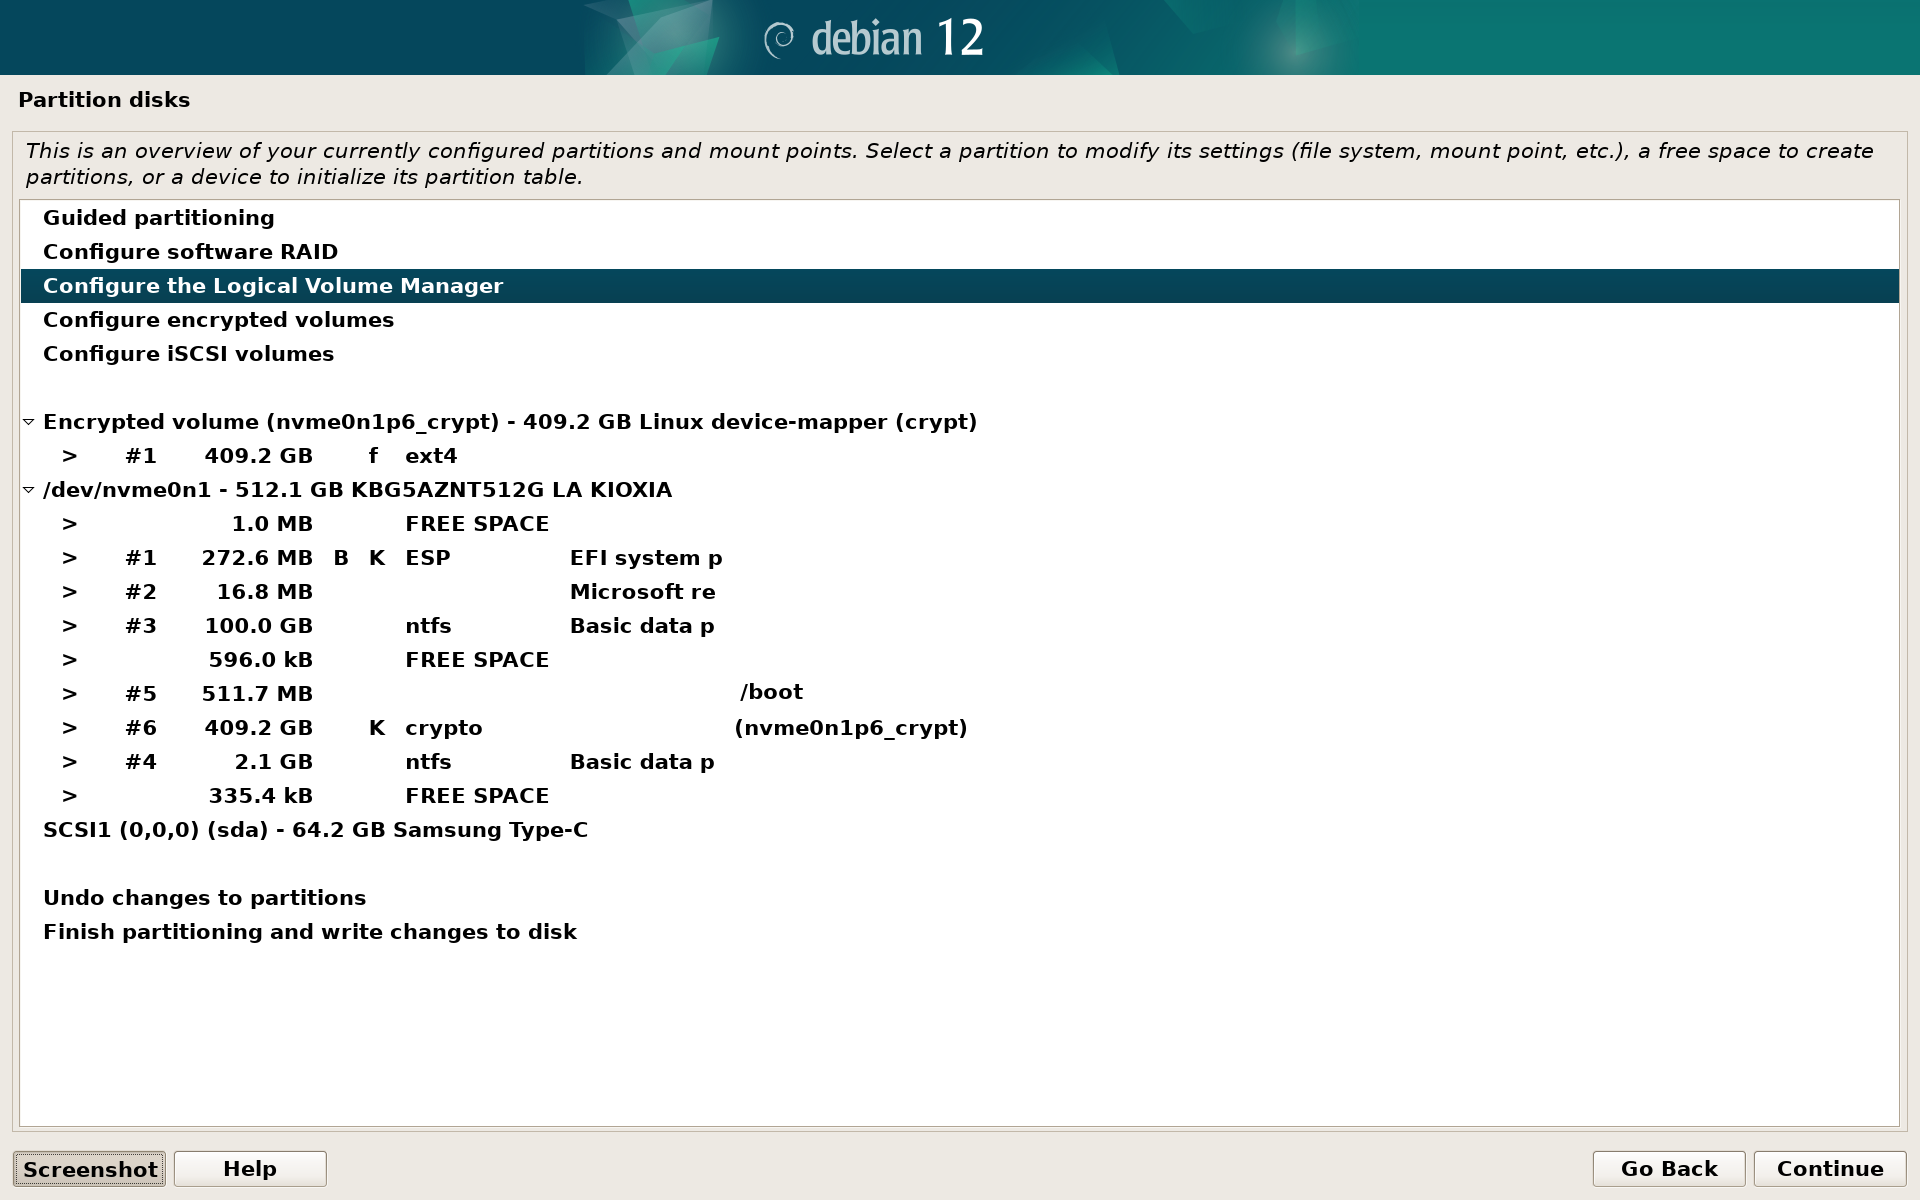 debian 12
Partition disks
This is an overview of your currently configured partitions and mount points. Select a partition to modify its settings (file system, mount point, etc.), a free space to create
partitions, or a device to initialize its partition table.
Guided partitioning
Configure software RAID
Configure the Logical Volume Manager
Configure encrypted volumes
Configure iSCSI volumes
Encrypted volume (nvme0n1p6_crypt) - 409.2 GB Linux device-mapper (crypt)
> #1 409.2 GB f ext4
/dev/nvme0n1 - 512.1 GB KBG5AZNT512G LA KIOXIA
> 1.0 MB FREE SPACE
> #1 272.6 MB B K ESP EFI system p
> #2 16.8 MB Microsoft re
> #3 100.0 GB ntfs Basic data p
> 596.0 kB FREE SPACE
> #5 511.7 MB /boot
> #6 409.2 GB K crypto (nvme0n1p6_crypt)
> #4 2.1 GB ntfs Basic data p
> 335.4 kB FREE SPACE
SCSI1 (0,0,0) (sda) - 64.2 GB Samsung Type-C
Undo changes to partitions
Finish partitioning and write changes to disk
Screenshot Help Go Back Continue